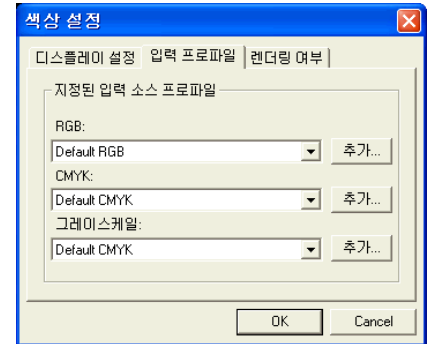 색상 설정
디스플레이 설정 입력 프로파일 렌더링 여부
지정된 입력 소스 프로파일
RGB:
Default RGB 추가...
CMYK:
Default CMYK 추가...
그레이스케일:
Default CMYK 추가...
OK Cancel